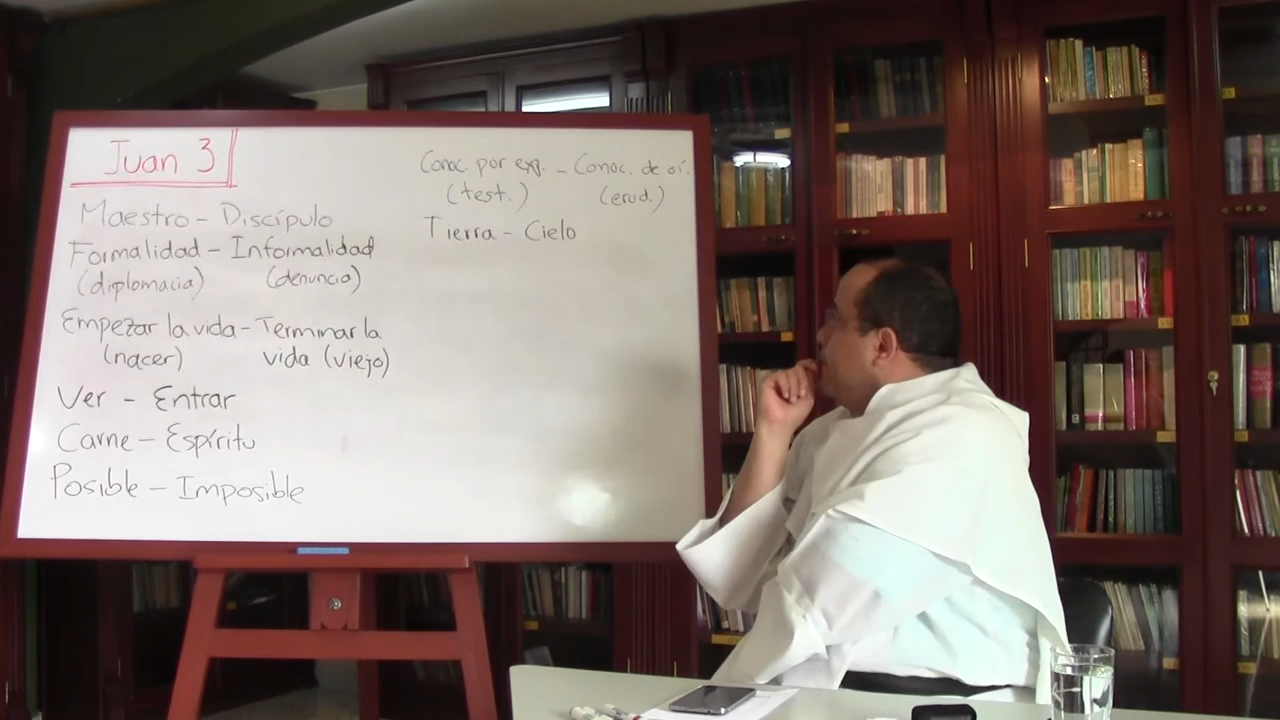 Juan 3
Maestro - Discípulo
Formalidad - Informalidad
(diplomacia) (denuncia)
Empezar la vida - Terminar la
(nacer) vida (viejo)
Ver - Entrar
Carne - Espíritu
Posible - Imposible
Conoc. por exp. - Conoc. de oí.
(test.) (erud.)
Tierra - Cielo